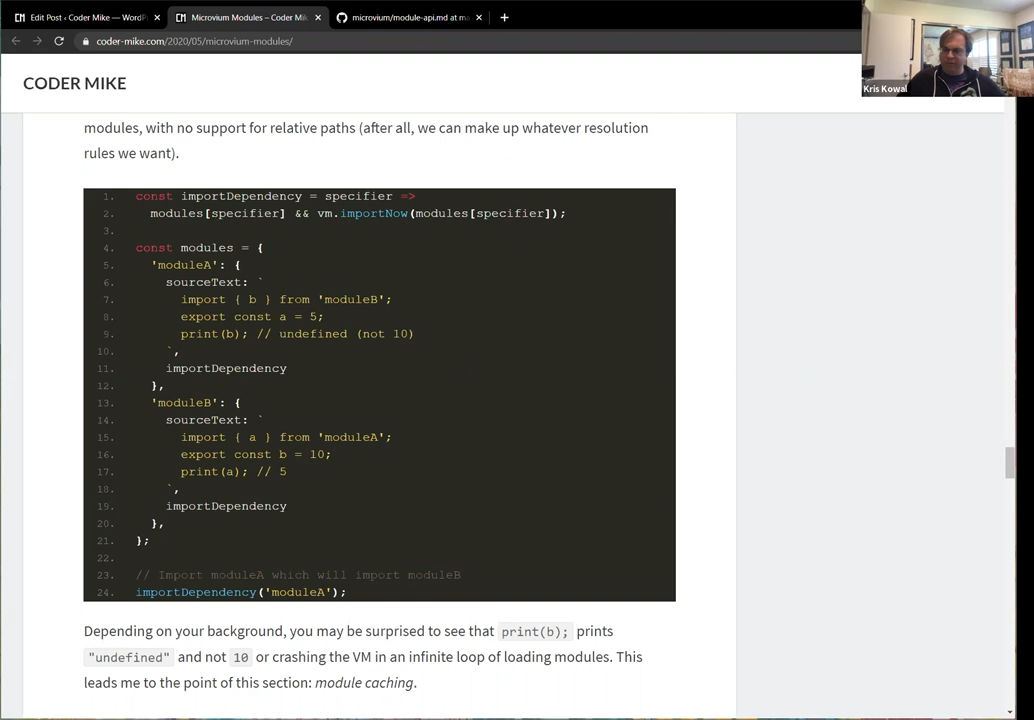 Edit Post ‹ Coder Mike — WordP
Microvium Modules – Coder Mik
microvium/module-api.md at ma
coder-mike.com/2020/05/microvium-modules/
Kris Kowal
CODER MIKE
modules, with no support for relative paths (after all, we can make up whatever resolution
rules we want).
1. const importDependency = specifier =>
2. modules[specifier] && vm.importNow(modules[specifier]);
3.
4. const modules = {
5. 'moduleA': {
6. sourceText: `
7. import { b } from 'moduleB';
8. export const a = 5;
9. print(b); // undefined (not 10)
10. `,
11. importDependency
12. },
13. 'moduleB': {
14. sourceText: `
15. import { a } from 'moduleA';
16. export const b = 10;
17. print(a); // 5
18. `,
19. importDependency
20. },
21. };
22.
23. // Import moduleA which will import moduleB
24. importDependency('moduleA');
Depending on your background, you may be surprised to see that print(b); prints
"undefined" and not 10 or crashing the VM in an infinite loop of loading modules. This
leads me to the point of this section: module caching.